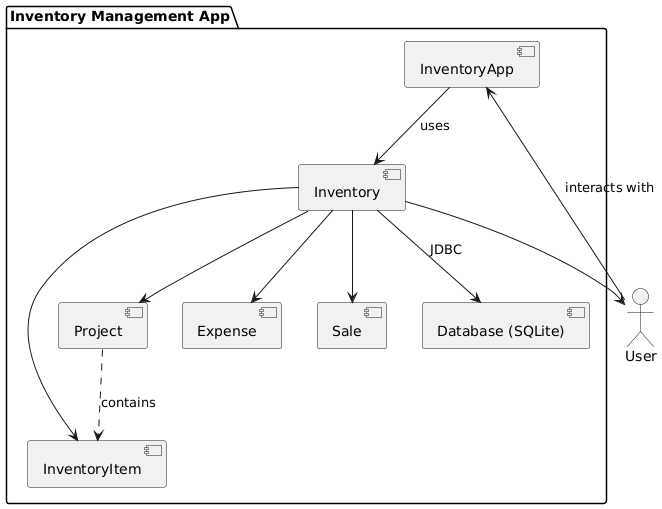 Inventory Management App
InventoryApp
uses
interacts with
Inventory
JDBC
Project
Expense
Sale
Database (SQLite)
User
contains
InventoryItem